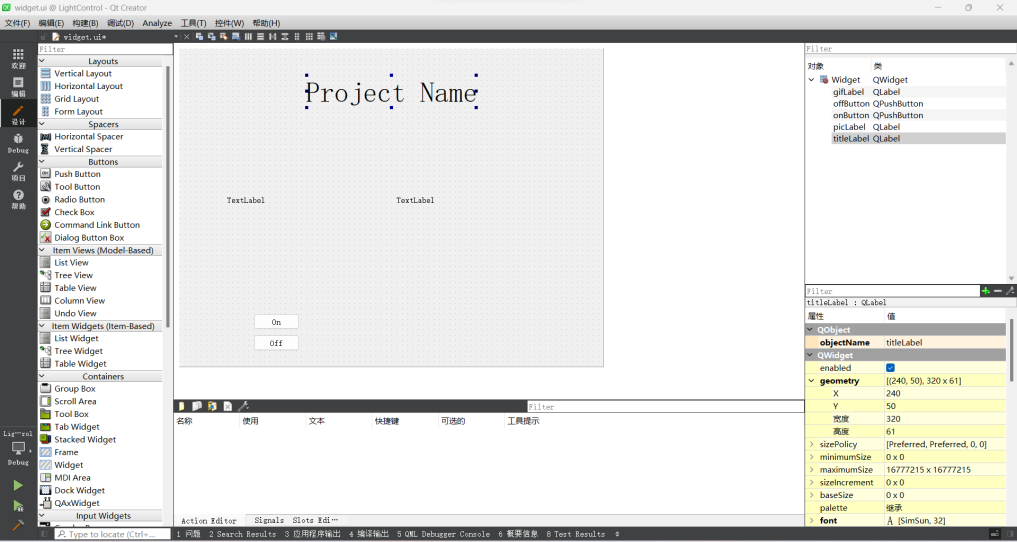 widget.ui @ LightControl - Qt Creator
文件(F) 编辑(E) 构建(B) 调试(D) Analyze 工具(T) 控件(W) 帮助(H)
widget.ui*
欢迎
编辑
设计
Debug
项目
帮助
Lig…rol
Debug
Filter
Layouts
Vertical Layout
Horizontal Layout
Grid Layout
Form Layout
Spacers
Horizontal Spacer
Vertical Spacer
Buttons
Push Button
Tool Button
Radio Button
Check Box
Command Link Button
Dialog Button Box
Item Views (Model-Based)
List View
Tree View
Table View
Column View
Undo View
Item Widgets (Item-Based)
List Widget
Tree Widget
Table Widget
Containers
Group Box
Scroll Area
Tool Box
Tab Widget
Stacked Widget
Frame
Widget
MDI Area
Dock Widget
QAxWidget
Input Widgets
Project Name
TextLabel TextLabel
On
Off
Filter
名称 使用 文本 快捷键 可选的 工具提示
Action Editor Signals Slots Edi…
Filter
对象 类
Widget QWidget
gifLabel QLabel
offButton QPushButton
onButton QPushButton
picLabel QLabel
titleLabel QLabel
Filter
titleLabel : QLabel
属性 值
QObject
objectName titleLabel
QWidget
enabled
geometry [(240, 50), 320 x 61]
X 240
Y 50
宽度 320
高度 61
sizePolicy [Preferred, Preferred, 0, 0]
minimumSize 0 x 0
maximumSize 16777215 x 16777215
sizeIncrement 0 x 0
baseSize 0 x 0
palette 继承
font A [SimSun, 32]
Type to locate (Ctrl+... 1 问题 2 Search Results 3 应用程序输出 4 编译输出 5 QML Debugger Console 6 概要信息 8 Test Results